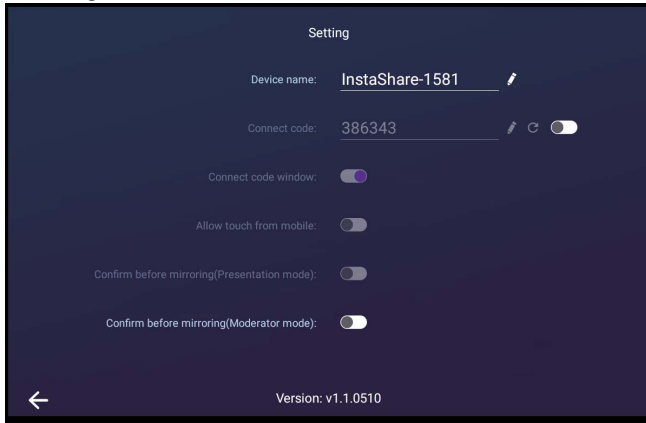 Setting
Device name: InstaShare-1581
Connect code: 386343
Connect code window:
Allow touch from mobile:
Confirm before mirroring(Presentation mode):
Confirm before mirroring(Moderator mode):
Version: v1.1.0510